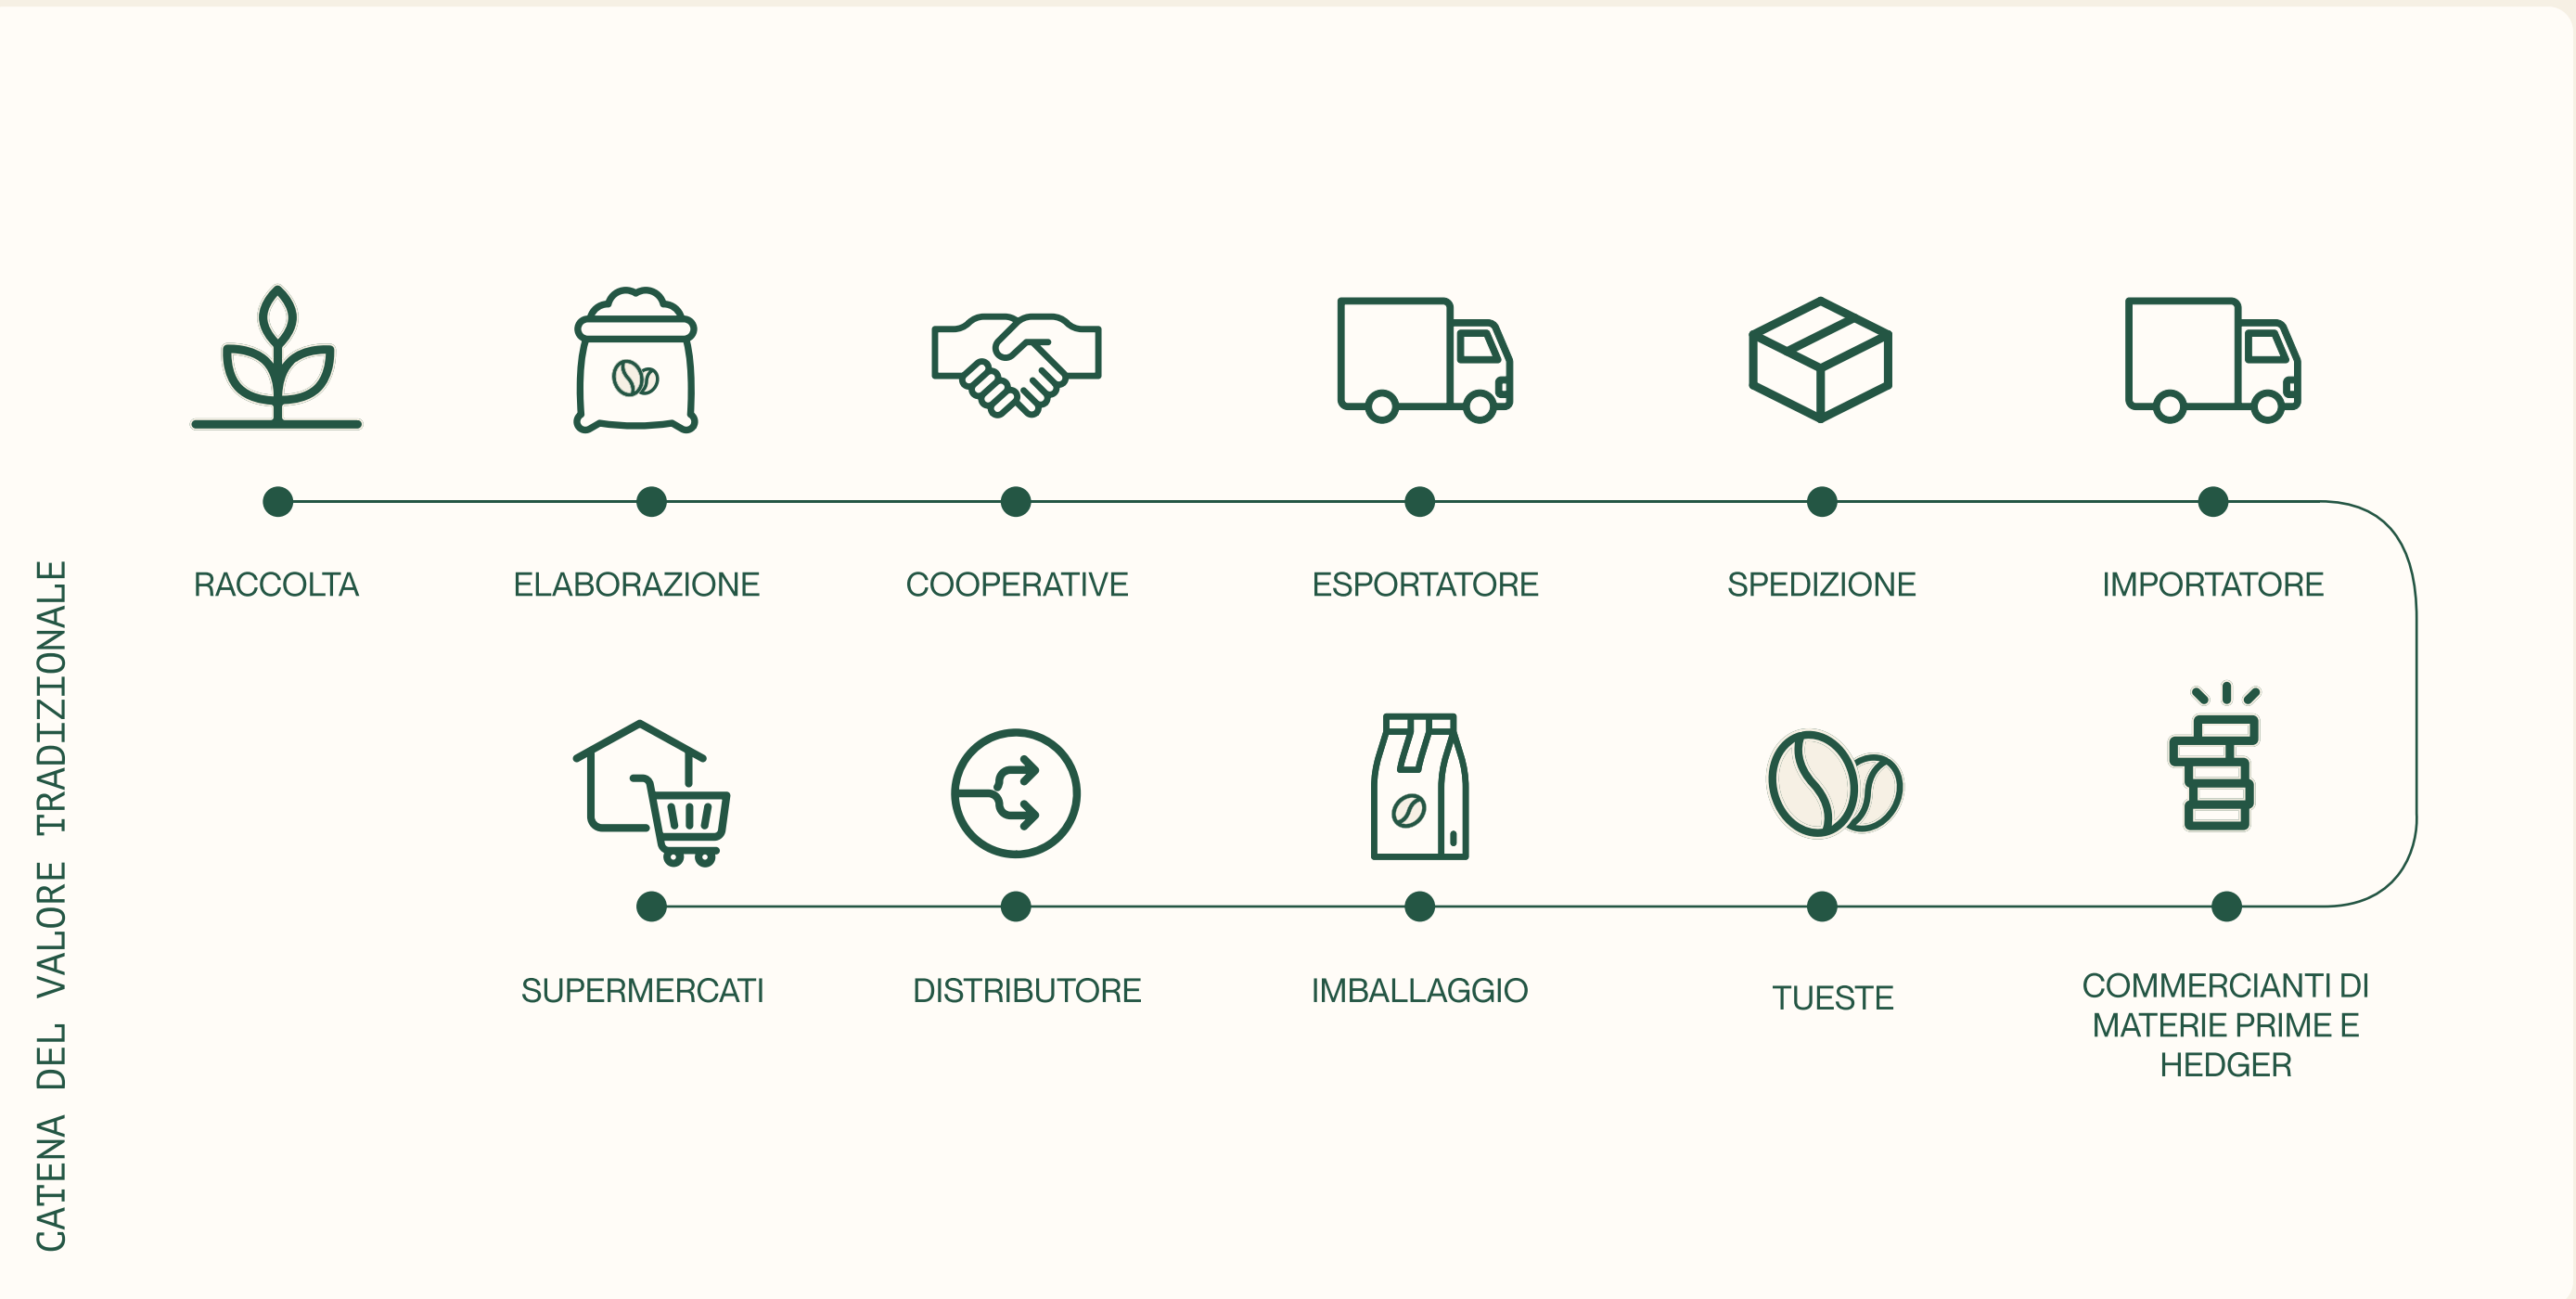 CATENA DEL VALORE TRADIZIONALE
RACCOLTA
ELABORAZIONE
COOPERATIVE
ESPORTATORE
SPEDIZIONE
IMPORTATORE
SUPERMERCATI
DISTRIBUTORE
IMBALLAGGIO
TUESTE
COMMERCIANTI DI
MATERIE PRIME E
HEDGER